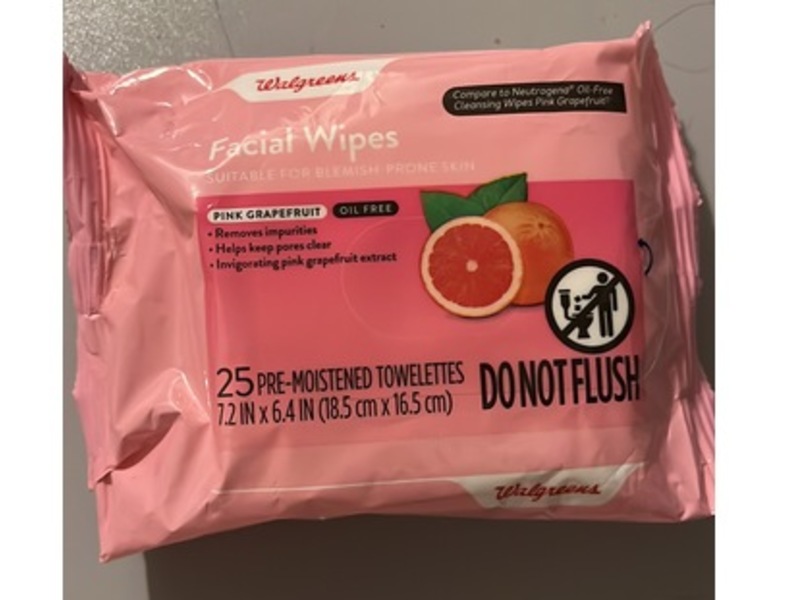 Walgreens
Compare to Neutrogena® Oil-Free
Cleansing Wipes Pink Grapefruit
Facial Wipes
SUITABLE FOR BLEMISH-PRONE SKIN
PINK GRAPEFRUIT OIL FREE
• Removes impurities
• Helps keep pores clear
• Invigorating pink grapefruit extract
25 PRE-MOISTENED TOWELETTES
7.2 IN x 6.4 IN (18.5 cm x 16.5 cm)
DO NOT FLUSH
Walgreens